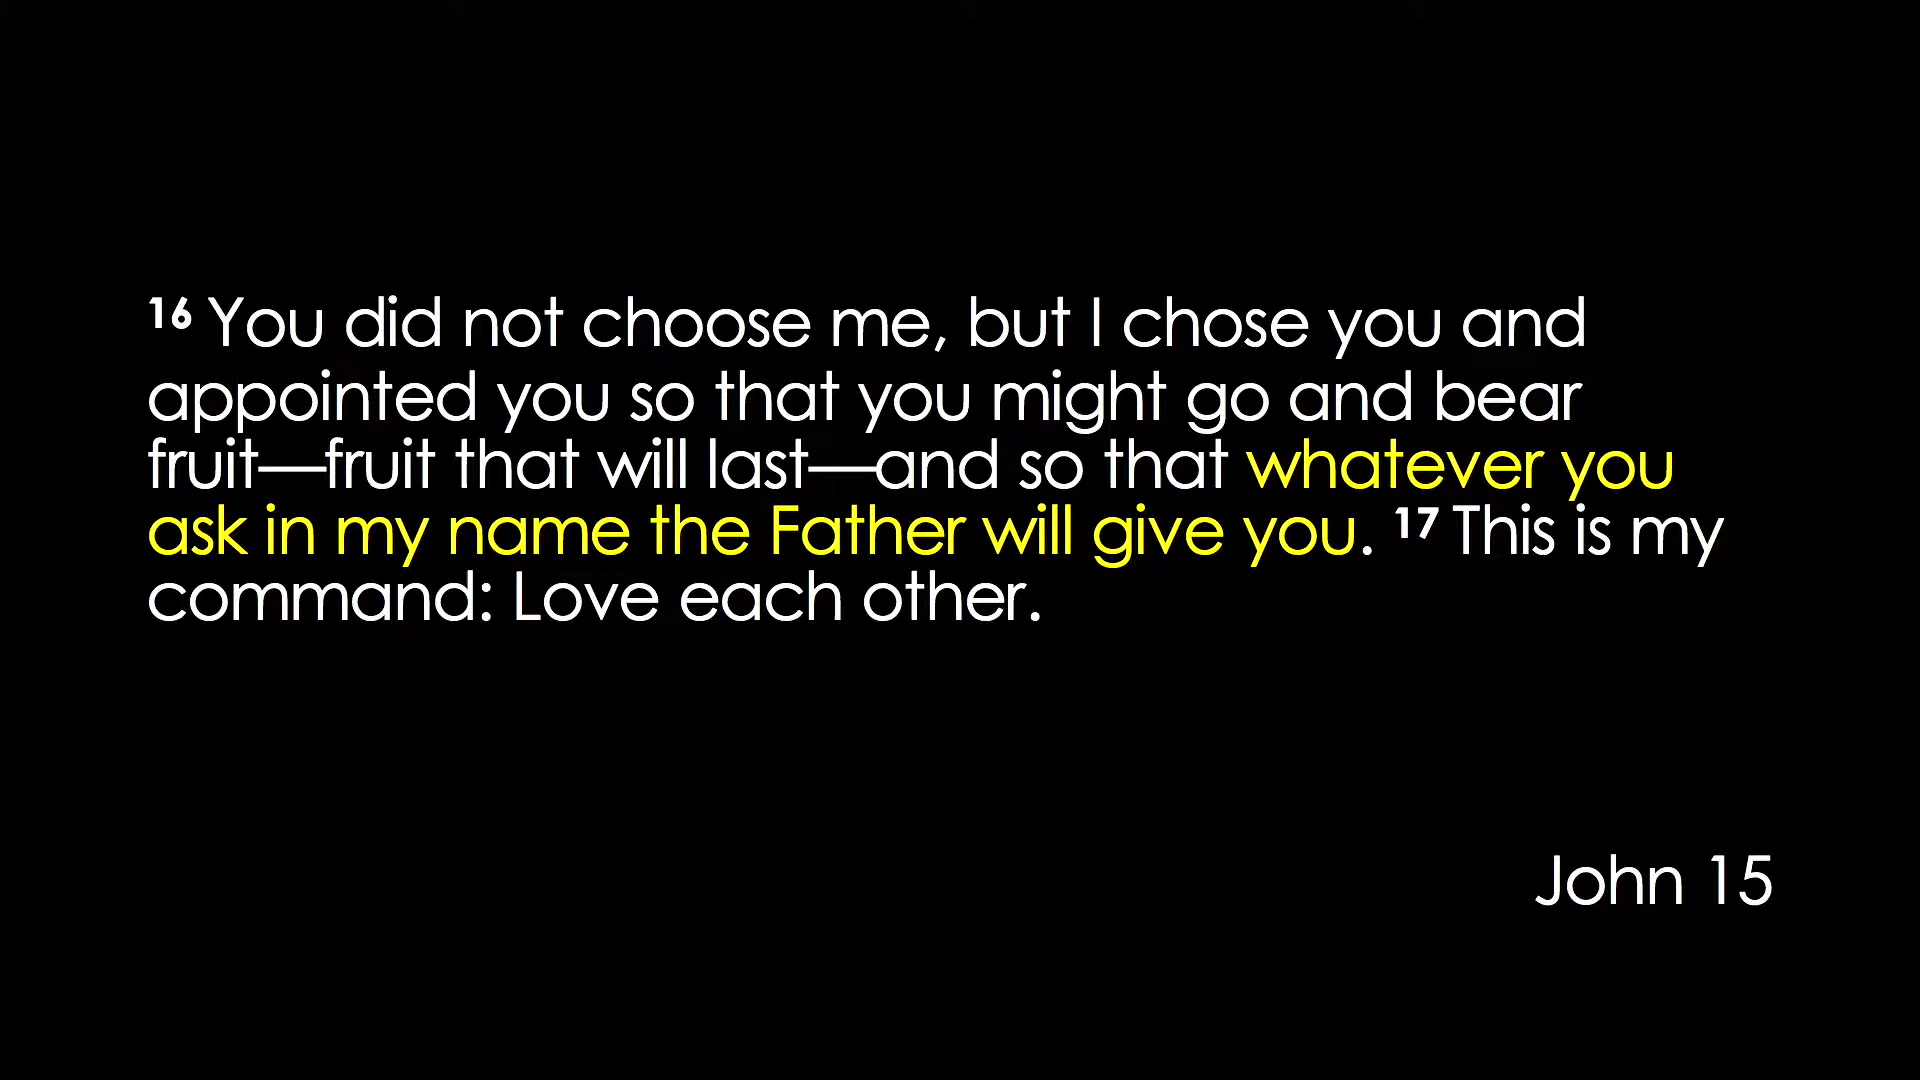 16 You did not choose me, but I chose you and
appointed you so that you might go and bear
fruit—fruit that will last—and so that whatever you
ask in my name the Father will give you. 17 This is my
command: Love each other.
John 15